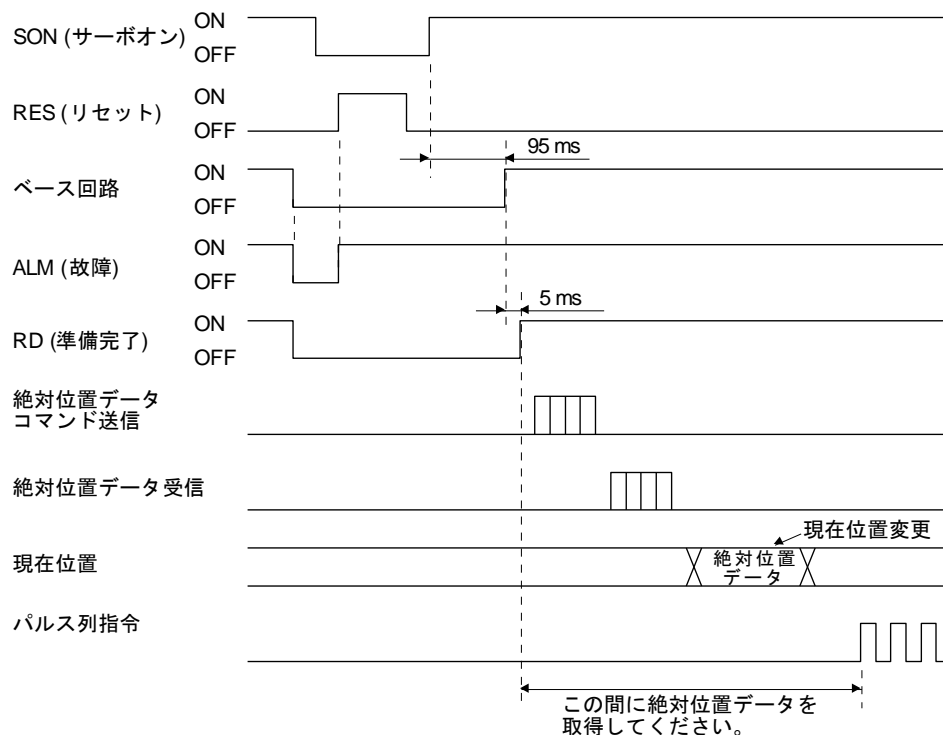 SON (サーボオン)
ON
OFF
RES (リセット)
ON
OFF
95 ms
ベース回路
ON
OFF
ALM (故障)
ON
OFF
5 ms
RD (準備完了)
ON
OFF
絶対位置データ
コマンド送信
絶対位置データ受信
現在位置変更
現在位置
絶対位置
データ
パルス列指令
この間に絶対位置データを
取得してください。